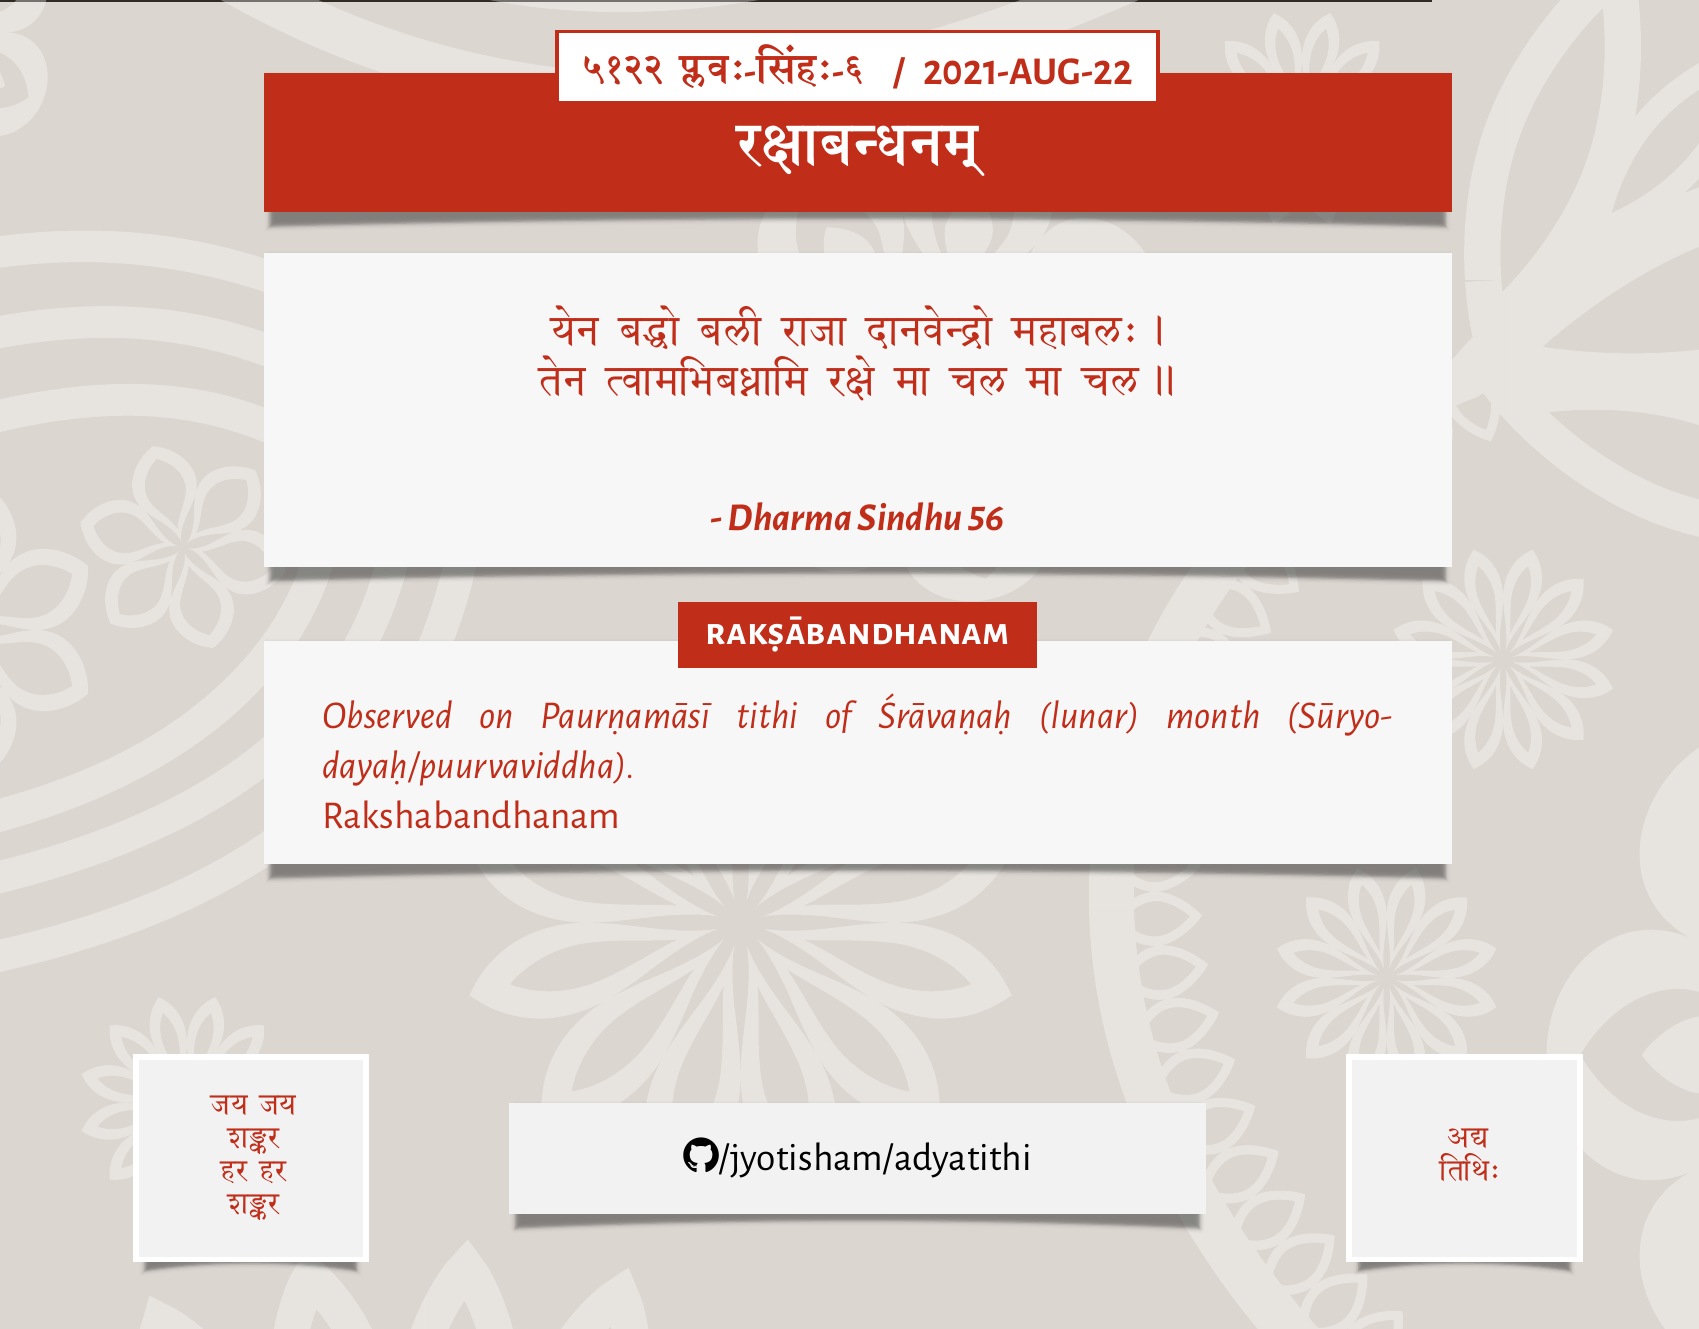 ५१२२ प्लवः-सिंहः-६ / 2021-AUG-22
रक्षाबन्धनम्
येन बद्धो बली राजा दानवेन्द्रो महाबलः ।
तेन त्वामभिबध्नामि रक्षे मा चल मा चल ॥
- Dharma Sindhu 56
RAKṢĀBANDHANAM
Observed on Paurṇamāsī tithi of Śrāvaṇaḥ (lunar) month (Sūryo-
dayaḥ/puurvaviddha).
Rakshabandhanam
जय जय
शङ्कर
हर हर
शङ्कर
/jyotisham/adyatithi
अद्य
तिथिः